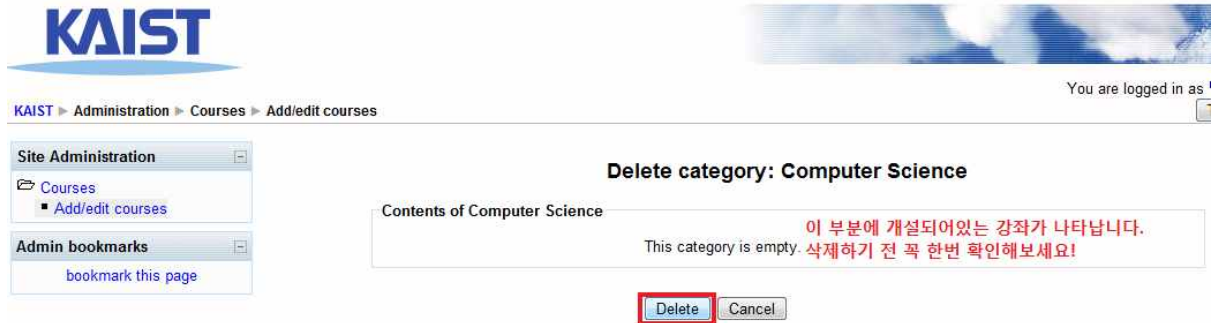 KAIST
You are logged in as
KAIST ► Administration ► Courses ► Add/edit courses
Site Administration
Courses
Add/edit courses
Admin bookmarks
bookmark this page
Delete category: Computer Science
Contents of Computer Science
이 부분에 개설되어있는 강좌가 나타납니다.
This category is empty. 삭제하기 전 꼭 한번 확인해보세요!
Delete Cancel